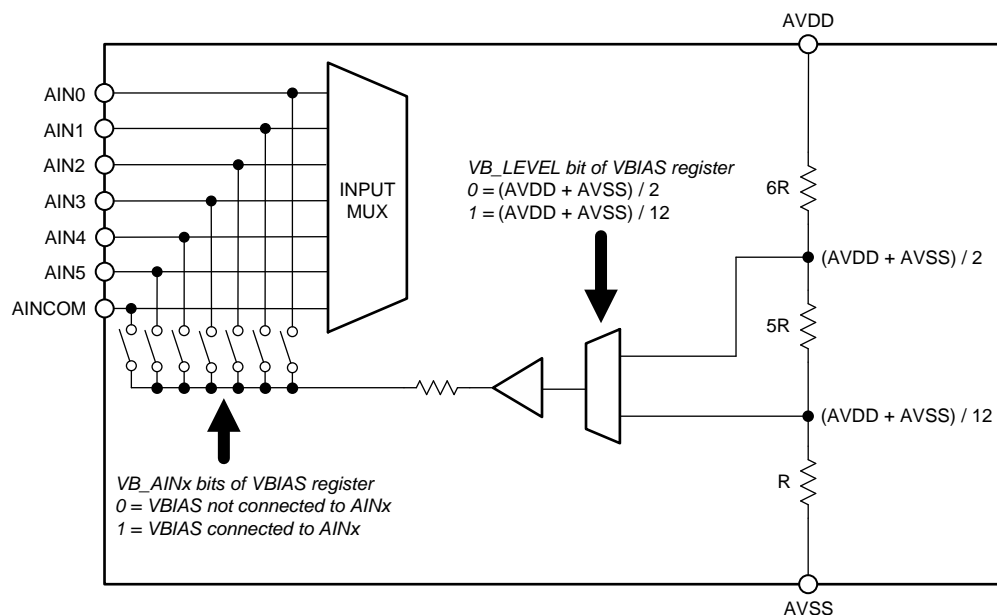 AVDD
AIN0
AIN1
AIN2
AIN3
AIN4
AIN5
AINCOM
INPUT
MUX
VB_LEVEL bit of VBIAS register
0 = (AVDD + AVSS) / 2
1 = (AVDD + AVSS) / 12
6R
(AVDD + AVSS) / 2
5R
(AVDD + AVSS) / 12
R
VB_AINx bits of VBIAS register
0 = VBIAS not connected to AINx
1 = VBIAS connected to AINx
AVSS